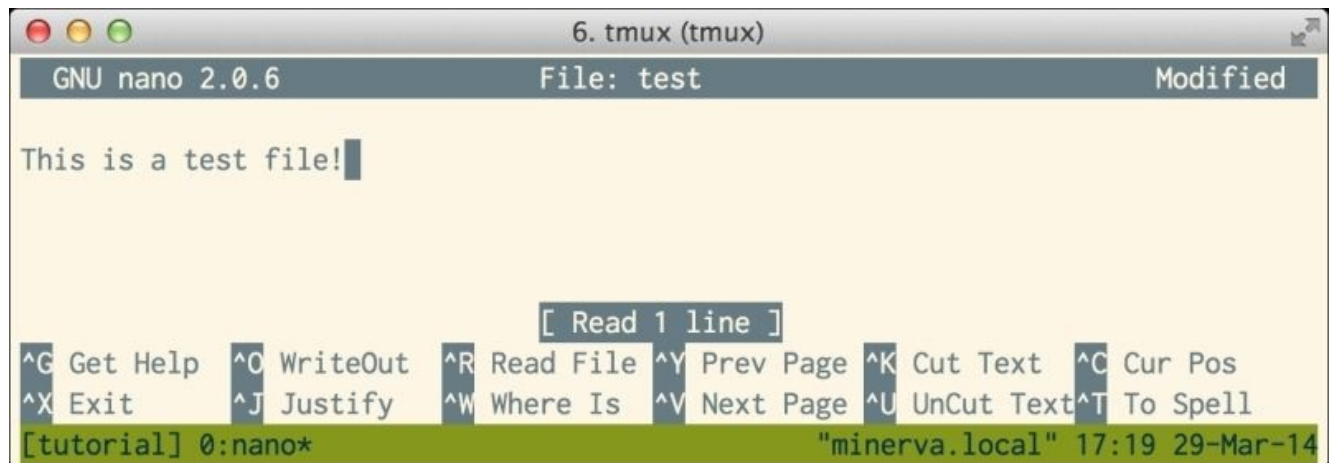 6. tmux (tmux)
GNU nano 2.0.6 File: test Modified
This is a test file!
[ Read 1 line ]
^G Get Help ^O WriteOut ^R Read File ^Y Prev Page ^K Cut Text ^C Cur Pos
^X Exit ^J Justify ^W Where Is ^V Next Page ^U UnCut Text ^T To Spell
[tutorial] 0:nano* "minerva.local" 17:19 29-Mar-14